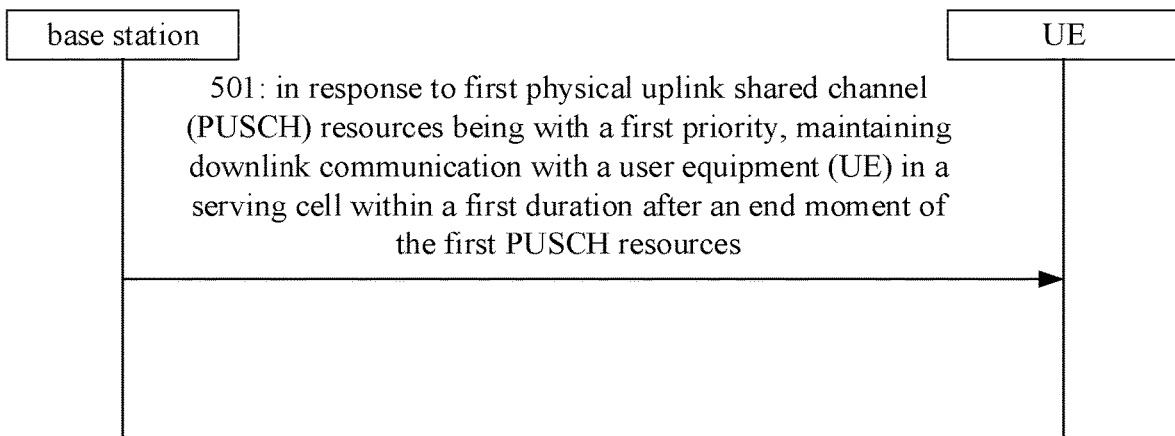 base station
UE
501: in response to first physical uplink shared channel
(PUSCH) resources being with a first priority, maintaining
downlink communication with a user equipment (UE) in a
serving cell within a first duration after an end moment of
the first PUSCH resources